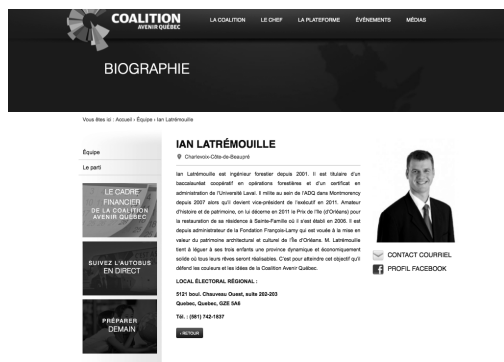 COALITION
AVENIR QUÉBEC
LA COALITION LE CHEF LA PLATEFORME ÉVÉNEMENTS MÉDIAS
BIOGRAPHIE
Vous êtes ici : Accueil › Équipe › Ian Latrémouille
Équipe
Le parti
LE CADRE
FINANCIER
DE LA COALITION
AVENIR QUÉBEC
SUIVEZ L'AUTOBUS
EN DIRECT
PRÉPARER
DEMAIN
IAN LATRÉMOUILLE
Charlevoix-Côte-de-Beaupré
Ian Latrémouille est ingénieur forestier depuis 2001. Il est titulaire d'un
baccalauréat coopératif en opérations forestières et d'un certificat en
administration de l'Université Laval. Il milite au sein de l'ADQ dans Montmorency
depuis 2007 alors qu'il devient vice-président de l'exécutif en 2011. Amateur
d'histoire et de patrimoine, on lui décerne en 2011 le Prix de l'Île (d'Orléans) pour
la restauration de sa résidence à Sainte-Famille où il s'est établi en 2006. Il est
depuis administrateur de la Fondation François-Lamy qui est vouée à la mise en
valeur du patrimoine architectural et culturel de l'Île d'Orléans. M. Latrémouille
tient à léguer à ses trois enfants une province dynamique et économiquement
solide où tous leurs rêves seront réalisables. C'est pour atteindre cet objectif qu'il
défend les couleurs et les idées de la Coalition Avenir Québec.
LOCAL ÉLECTORAL RÉGIONAL :
5121 boul. Chauveau Ouest, suite 202-203
Quebec, Quebec, G2E 5A6
Tél. : (581) 742-1837
‹ RETOUR
CONTACT COURRIEL
PROFIL FACEBOOK